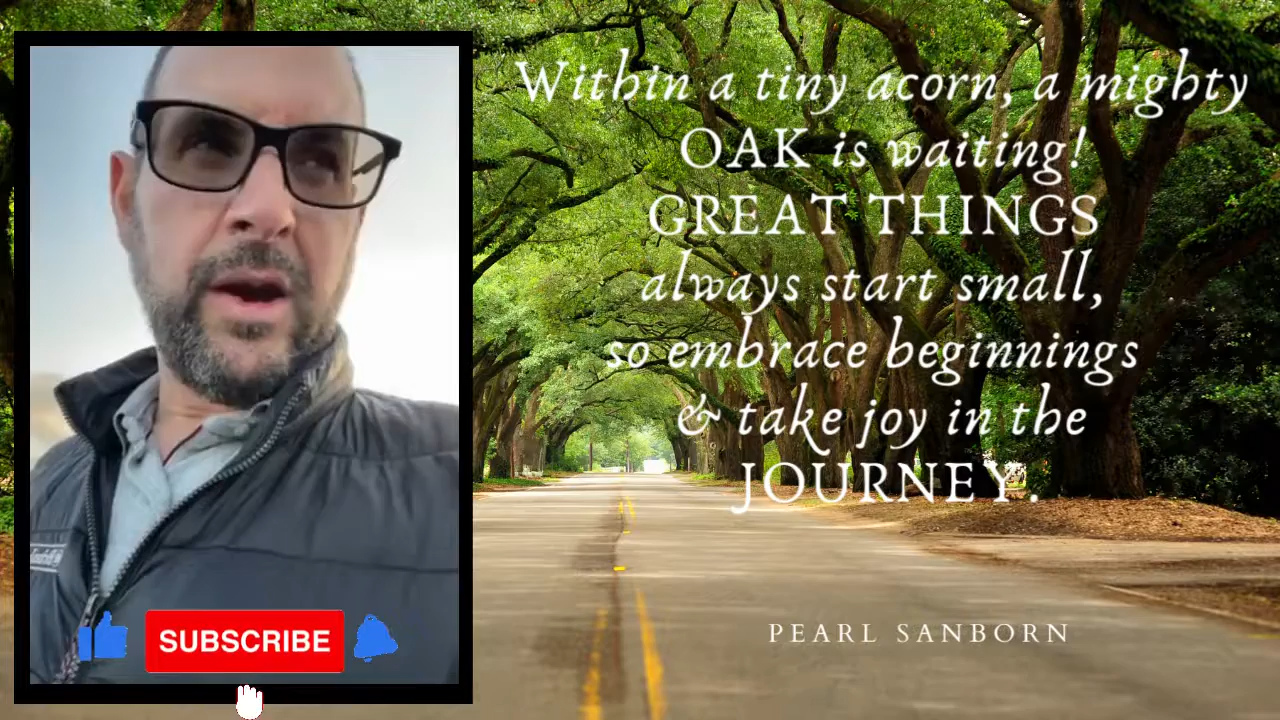 Within a tiny acorn, a mighty
OAK is waiting!
GREAT THINGS
always start small,
so embrace beginnings
& take joy in the
JOURNEY.
PEARL SANBORN
SUBSCRIBE